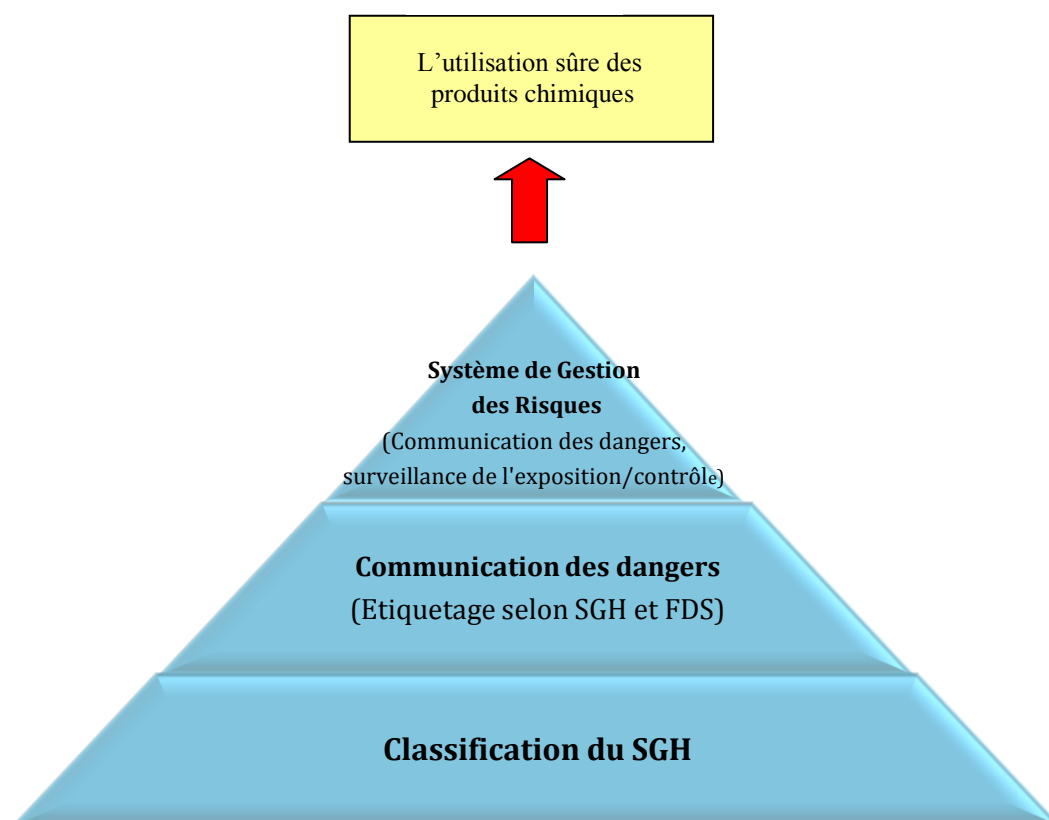 L’utilisation sûre des
produits chimiques
Système de Gestion
des Risques
(Communication des dangers,
surveillance de l'exposition/contrôle)
Communication des dangers
(Etiquetage selon SGH et FDS)
Classification du SGH